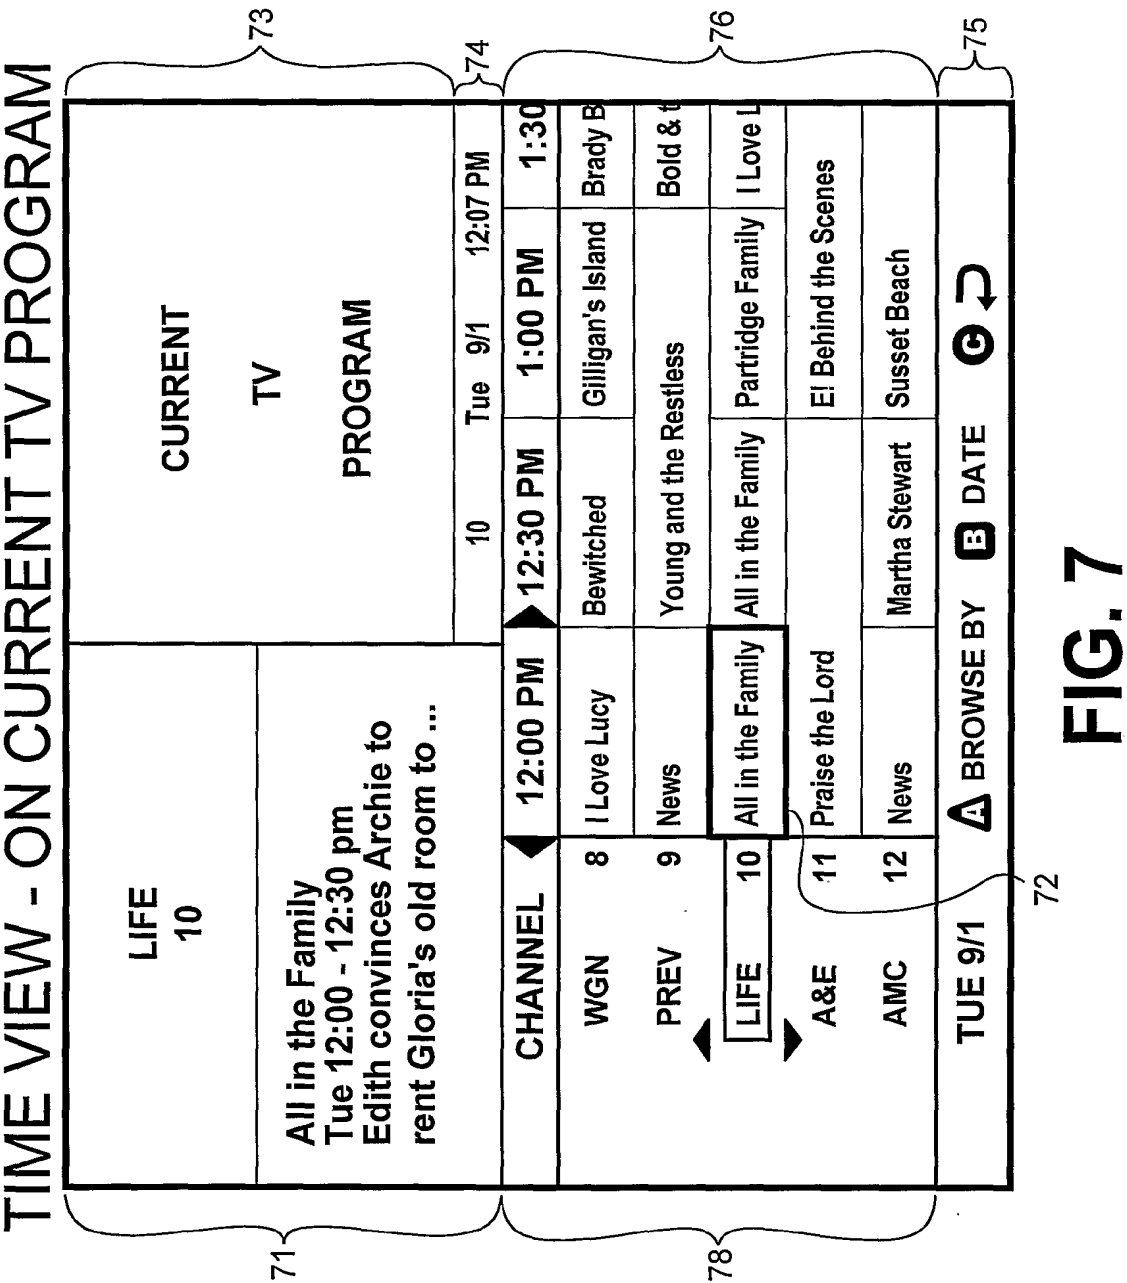 TIME VIEW - ON CURRENT TV PROGRAM
73
LIFE
10
CURRENT
TV
PROGRAM
71
All in the Family
Tue 12:00 - 12:30 pm
Edith convinces Archie to
rent Gloria's old room to ...
10 Tue 9/1 12:07 PM
74
CHANNEL 12:00 PM 12:30 PM 1:00 PM 1:30
WGN 8 I Love Lucy Bewitched Gilligan's Island Brady B
PREV 9 News Young and the Restless Bold & t
LIFE 10 All in the Family All in the Family Partridge Family I Love L
A&E 11 Praise the Lord E! Behind the Scenes
AMC 12 News Martha Stewart Susset Beach
78
76
TUE 9/1 A BROWSE BY B DATE C
75
72
FIG. 7